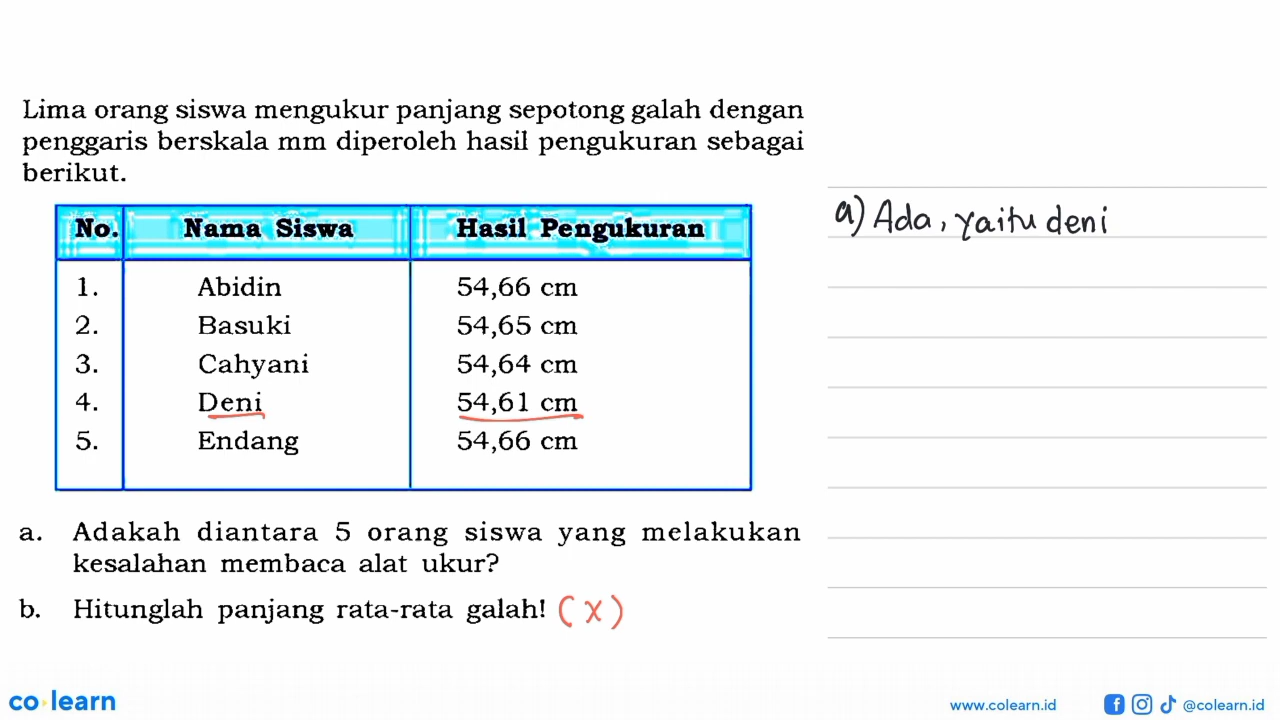 Lima orang siswa mengukur panjang sepotong galah dengan
penggaris berskala mm diperoleh hasil pengukuran sebagai
berikut.
No. Nama Siswa Hasil Pengukuran
1. Abidin 54,66 cm
2. Basuki 54,65 cm
3. Cahyani 54,64 cm
4. Deni 54,61 cm
5. Endang 54,66 cm
a. Adakah diantara 5 orang siswa yang melakukan
kesalahan membaca alat ukur?
b. Hitunglah panjang rata-rata galah! (x)
a) Ada, yaitu deni
co learn
www.colearn.id @colearn.id